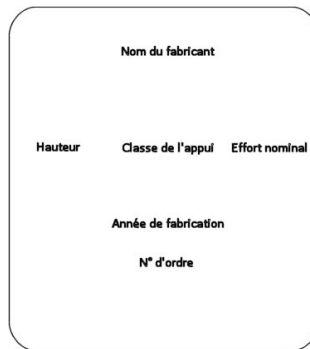 Nom du fabricant
Hauteur Classe de l'appui Effort nominal
Année de fabrication
N° d'ordre